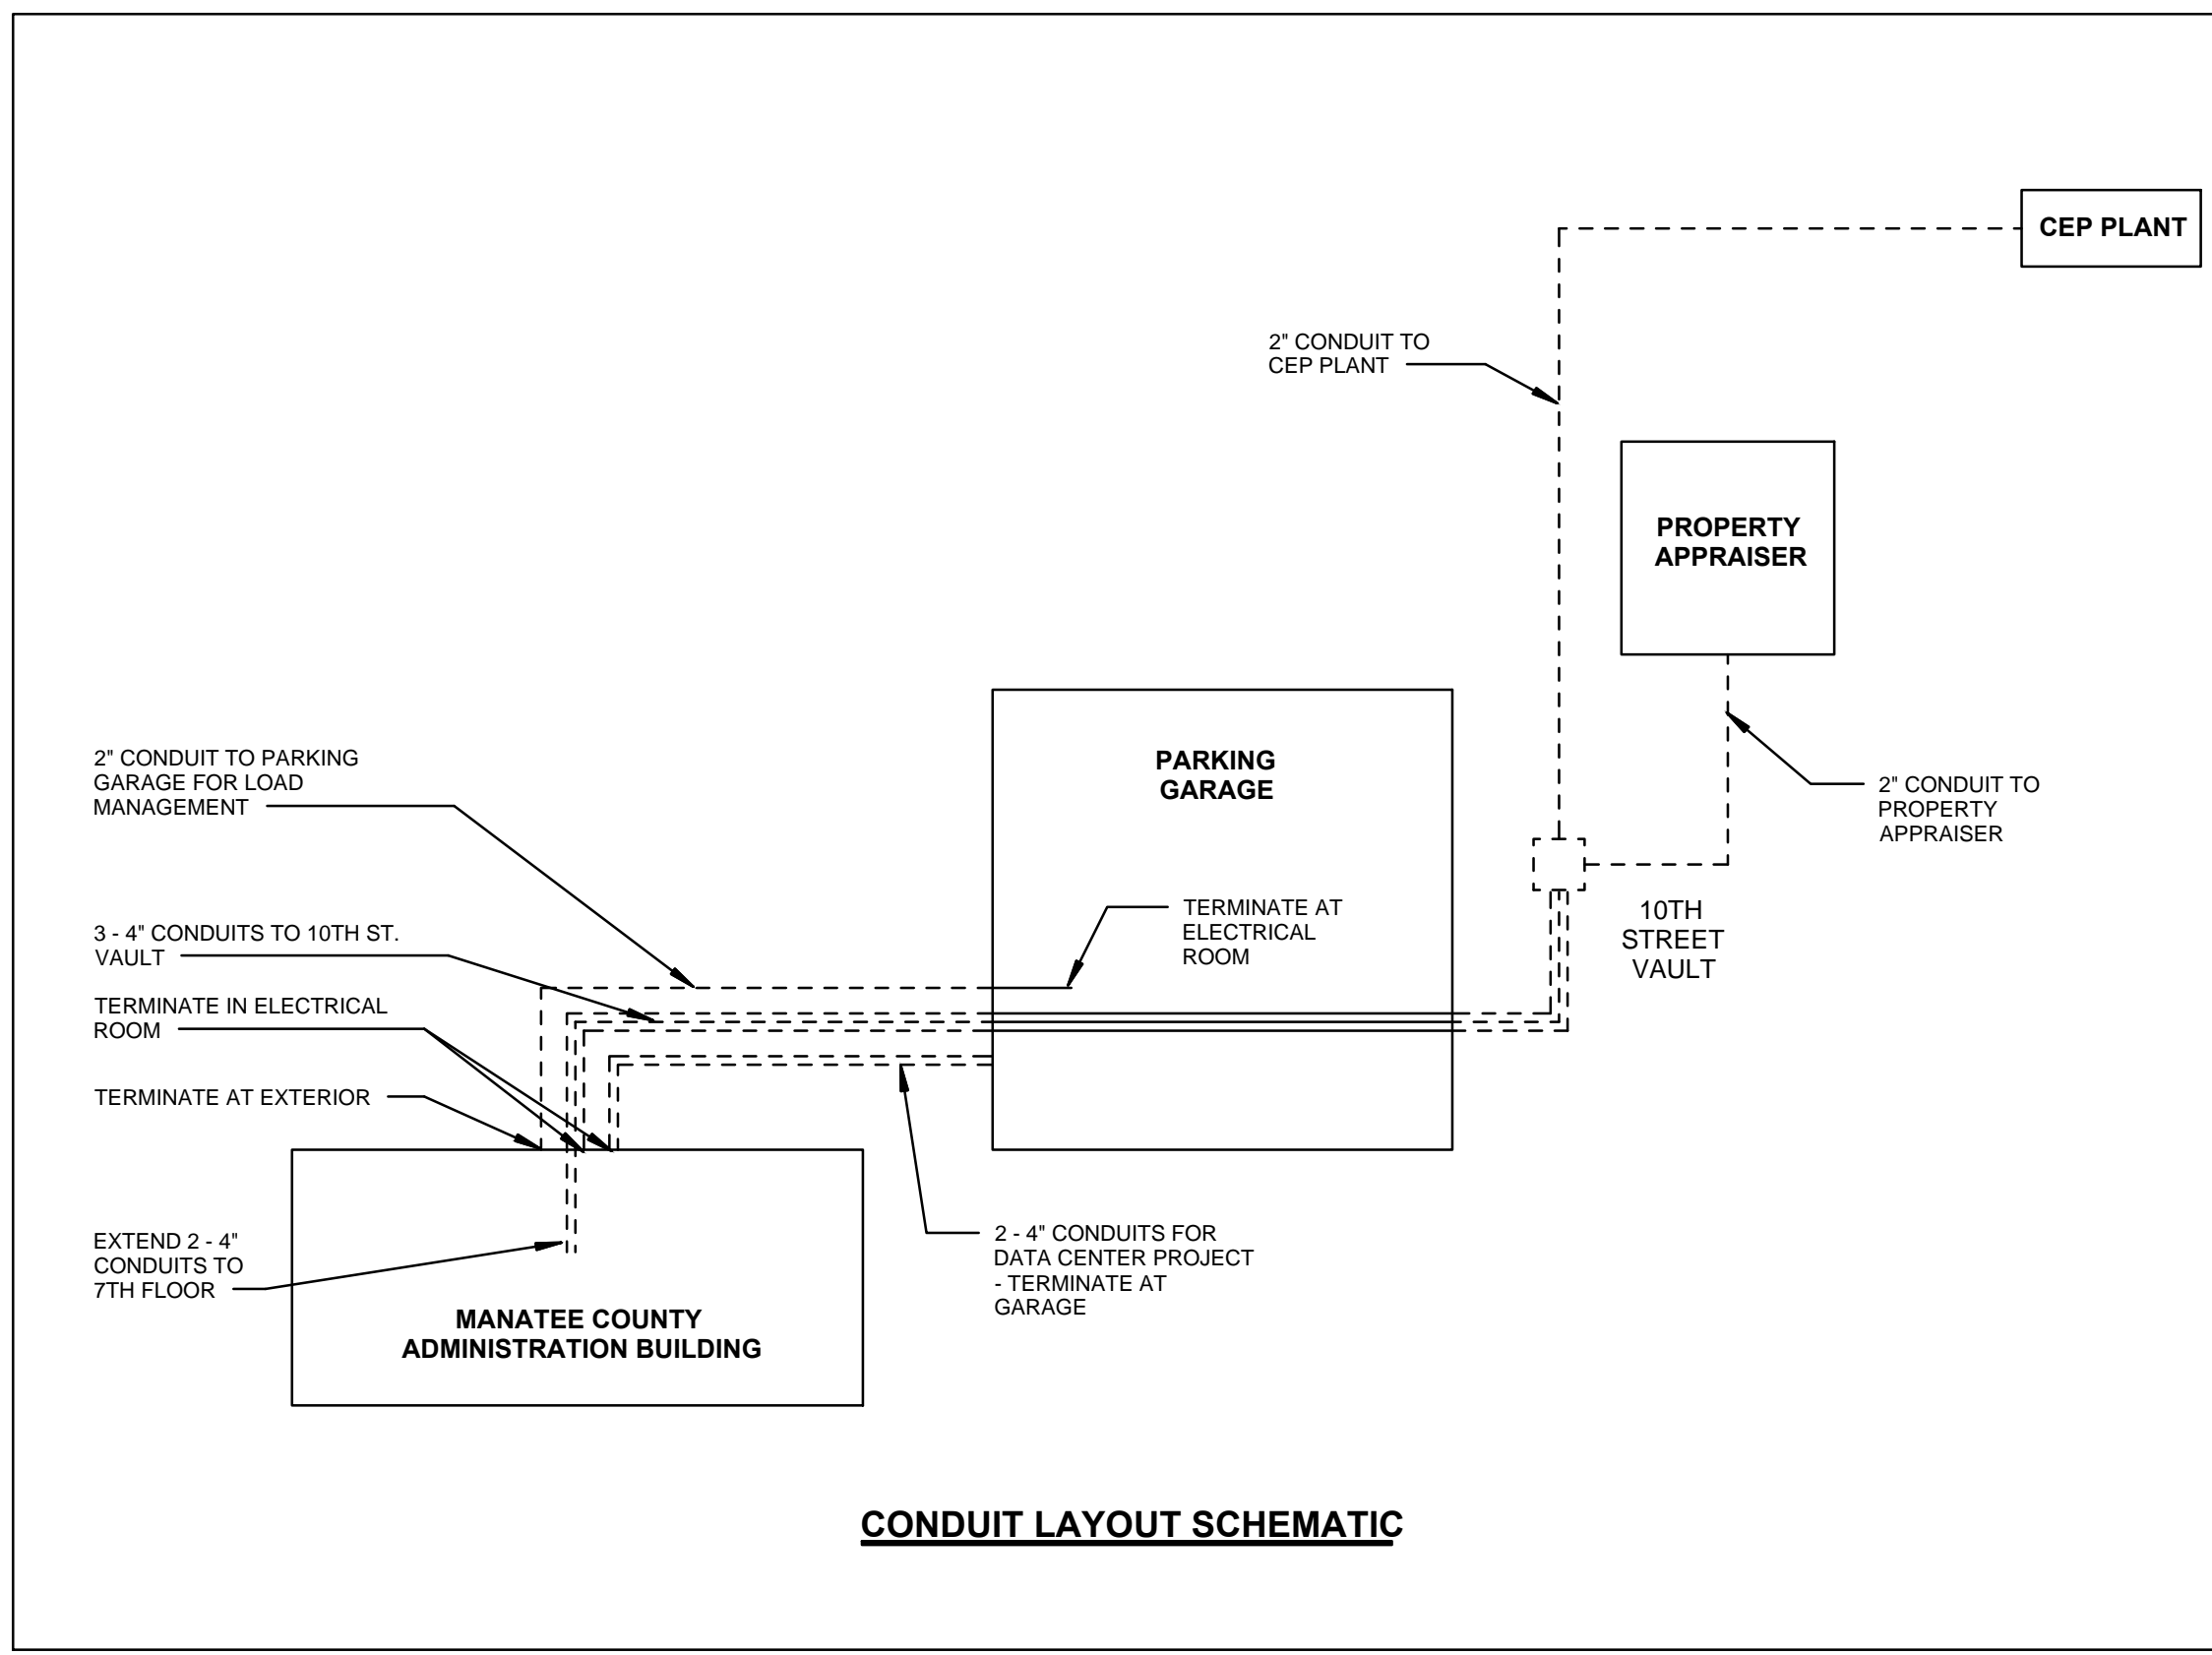 CEP PLANT
2" CONDUIT TO
CEP PLANT
PROPERTY
APPRAISER
2" CONDUIT TO PARKING
GARAGE FOR LOAD
MANAGEMENT
PARKING
GARAGE
2" CONDUIT TO
PROPERTY
APPRAISER
3 - 4" CONDUITS TO 10TH ST.
VAULT
TERMINATE AT
ELECTRICAL
ROOM
10TH
STREET
VAULT
TERMINATE IN ELECTRICAL
ROOM
TERMINATE AT EXTERIOR
EXTEND 2 - 4"
CONDUITS TO
7TH FLOOR
2 - 4" CONDUITS FOR
DATA CENTER PROJECT
- TERMINATE AT
GARAGE
MANATEE COUNTY
ADMINISTRATION BUILDING
CONDUIT LAYOUT SCHEMATIC